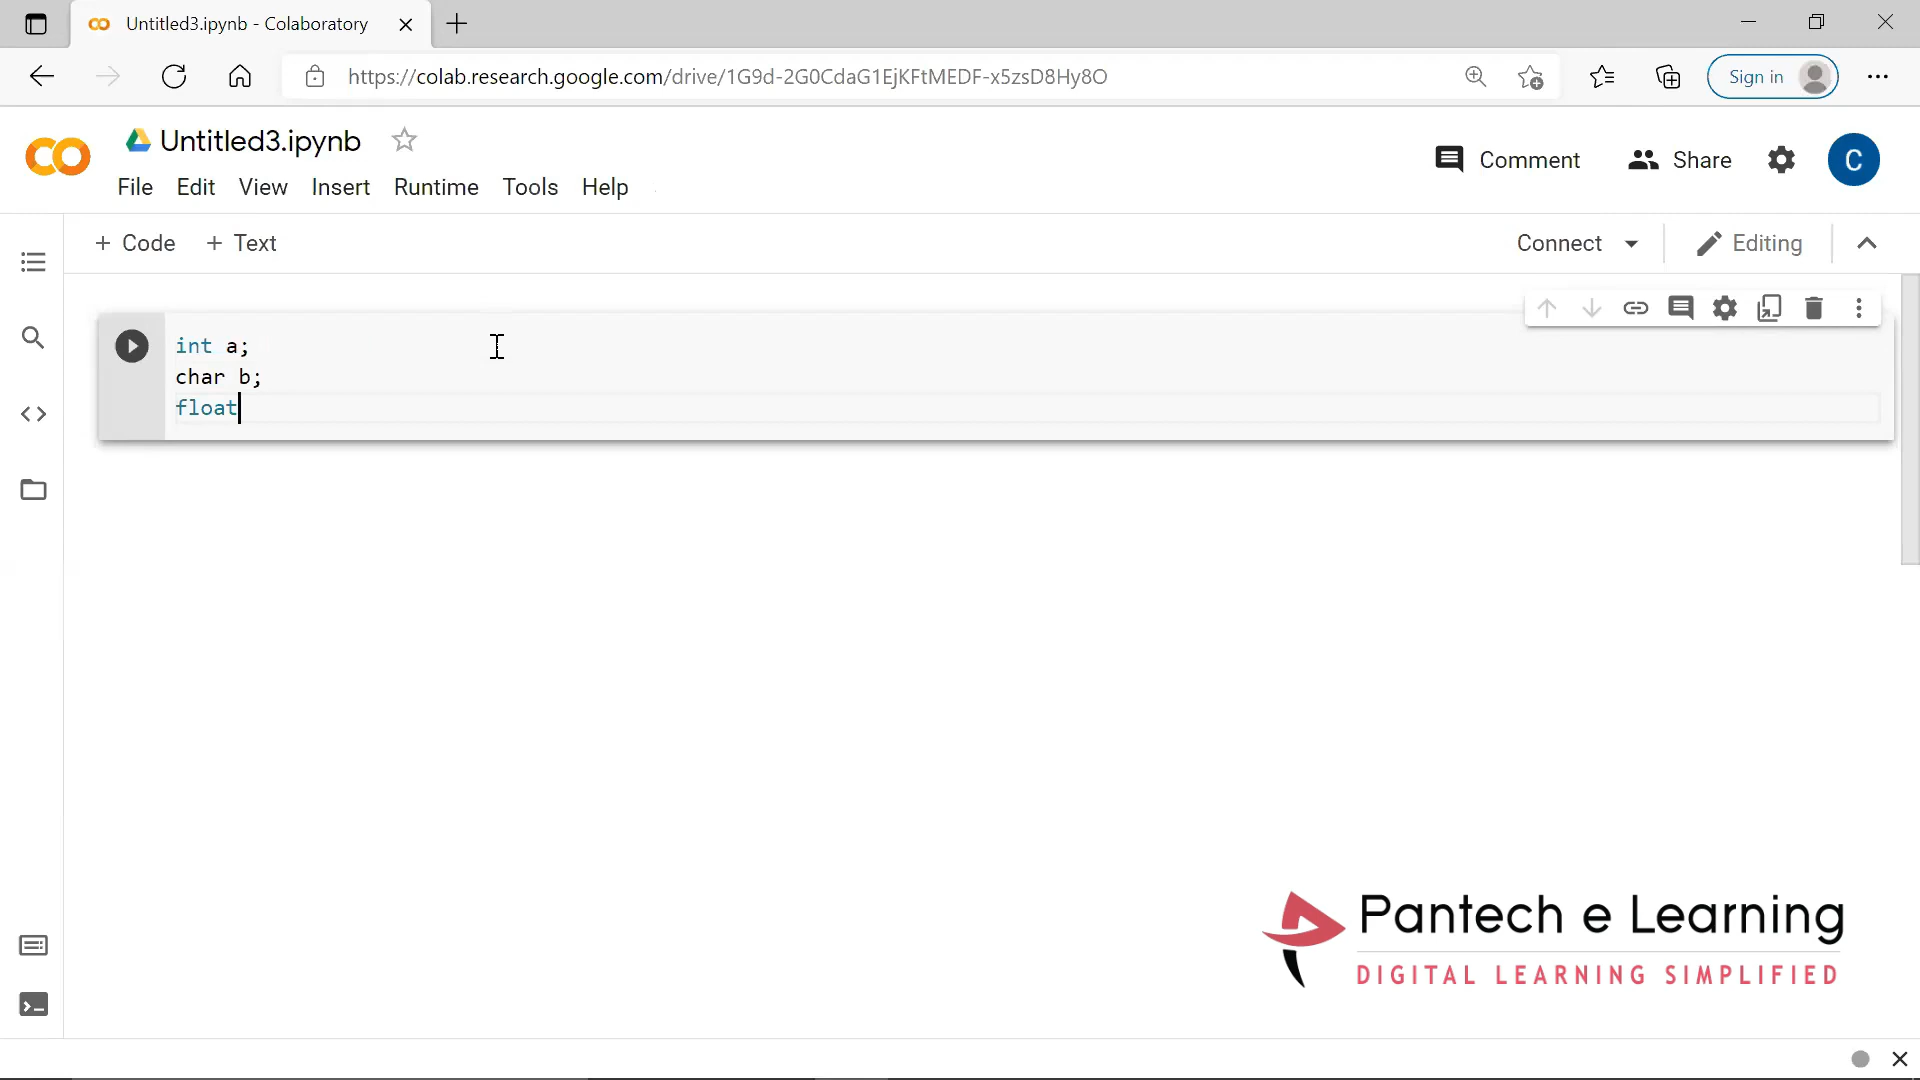 Untitled3.ipynb - Colaboratory
https://colab.research.google.com/drive/1G9d-2G0CdaG1EjKFtMEDF-x5zsD8Hy8O
Sign in
Untitled3.ipynb
Comment
Share
C
File Edit View Insert Runtime Tools Help
+ Code + Text
Connect
Editing
int a;
char b;
float
Pantech e Learning
DIGITAL LEARNING SIMPLIFIED